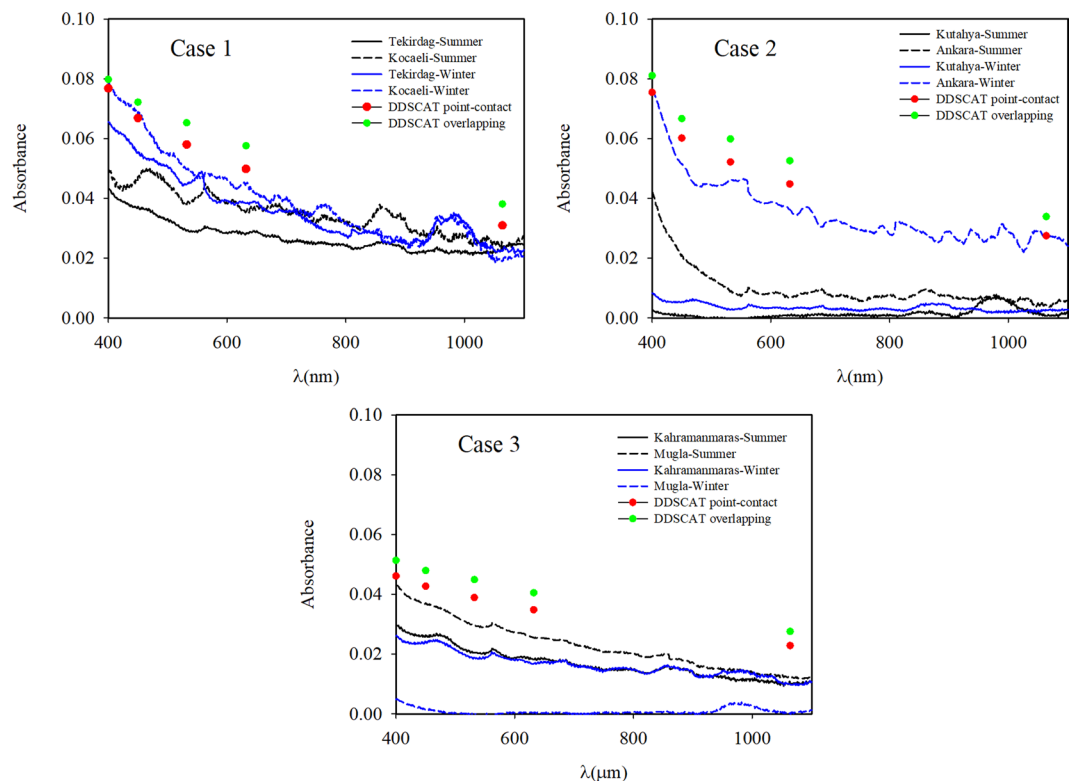 Case 1
Tekirdag-Summer
Kocaeli-Summer
Tekirdag-Winter
Kocaeli-Winter
DDSCAT point-contact
DDSCAT overlapping
Absorbance
0.10
0.08
0.06
0.04
0.02
0.00
400
600
800
1000
λ(nm)
Case 2
Kutahya-Summer
Ankara-Summer
Kutahya-Winter
Ankara-Winter
DDSCAT point-contact
DDSCAT overlapping
Absorbance
0.10
0.08
0.06
0.04
0.02
0.00
400
600
800
1000
λ(nm)
Case 3
Kahramanmaras-Summer
Mugla-Summer
Kahramanmaras-Winter
Mugla-Winter
DDSCAT point-contact
DDSCAT overlapping
Absorbance
0.10
0.08
0.06
0.04
0.02
0.00
400
600
800
1000
λ(μm)